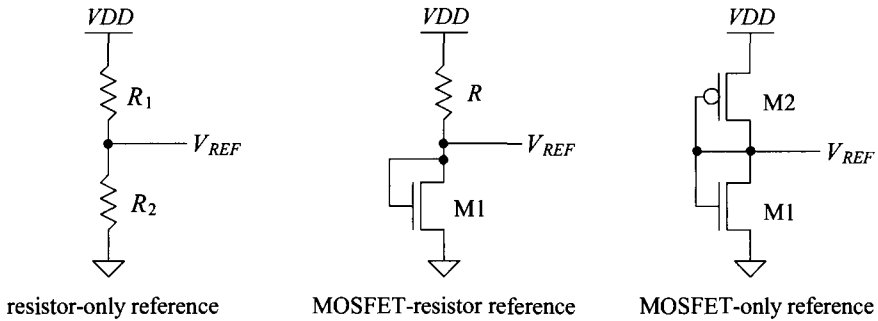 VDD VDD VDD
R1 R M2
VREF VREF VREF
R2 M1 M1
resistor-only reference MOSFET-resistor reference MOSFET-only reference